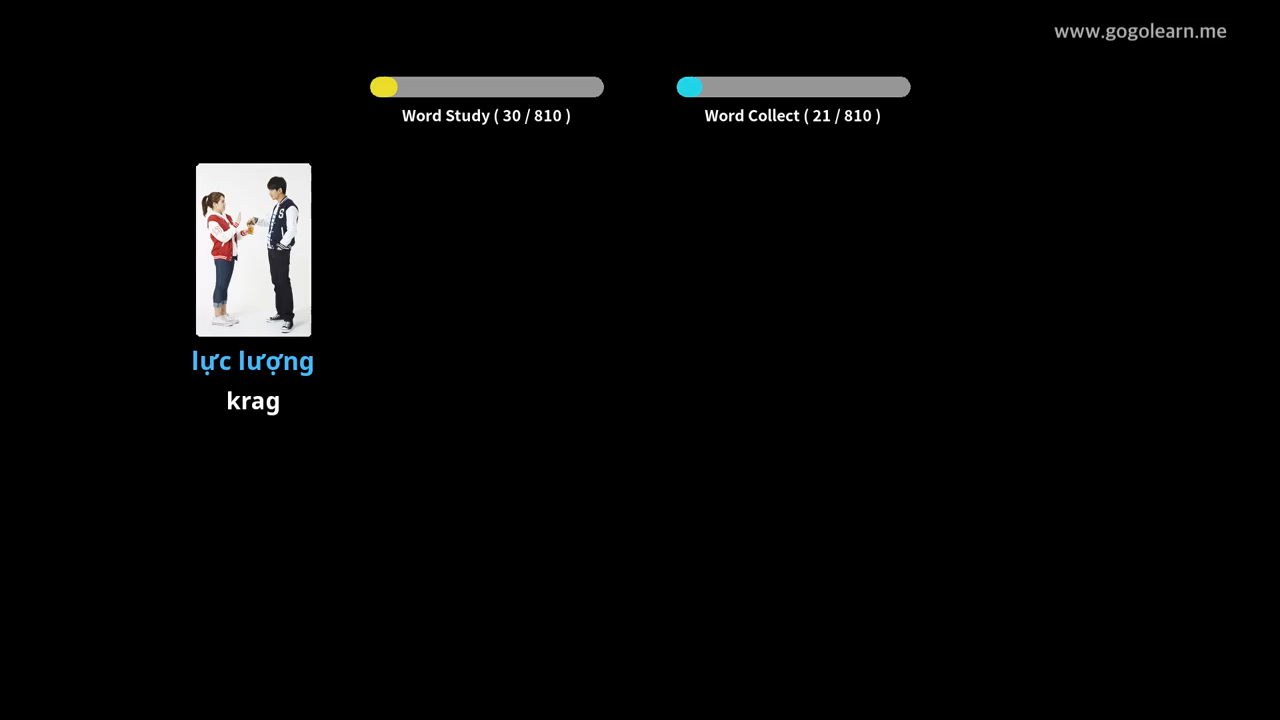 www.gogolearn.me
Word Study ( 30 / 810 )
Word Collect ( 21 / 810 )
lực lượng
krag